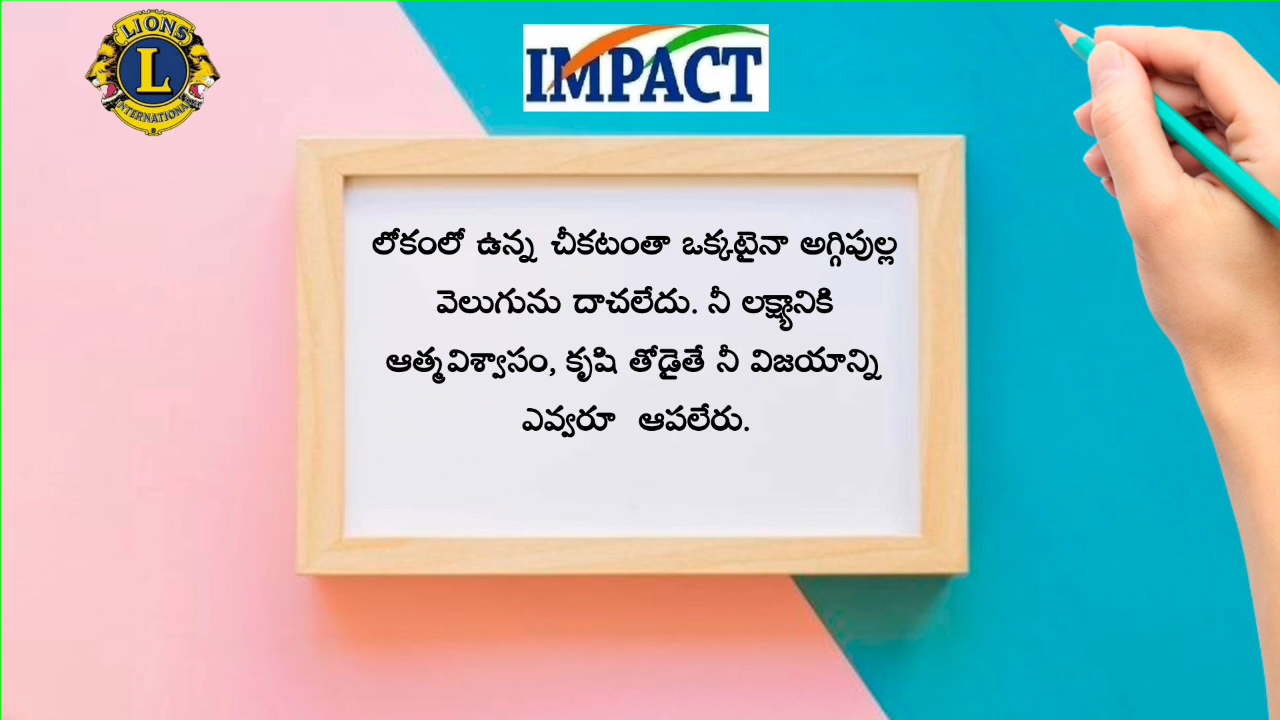 LIONS
L
INTERNATIONAL
IMPACT
లోకంలో ఉన్న చీకటంతా ఒక్కటైనా అగ్గిపుల్ల
వెలుగును దాచలేదు. నీ లక్ష్యానికి
ఆత్మవిశ్వాసం, కృషి తోడైతే నీ విజయాన్ని
ఎవ్వరూ ఆపలేరు.